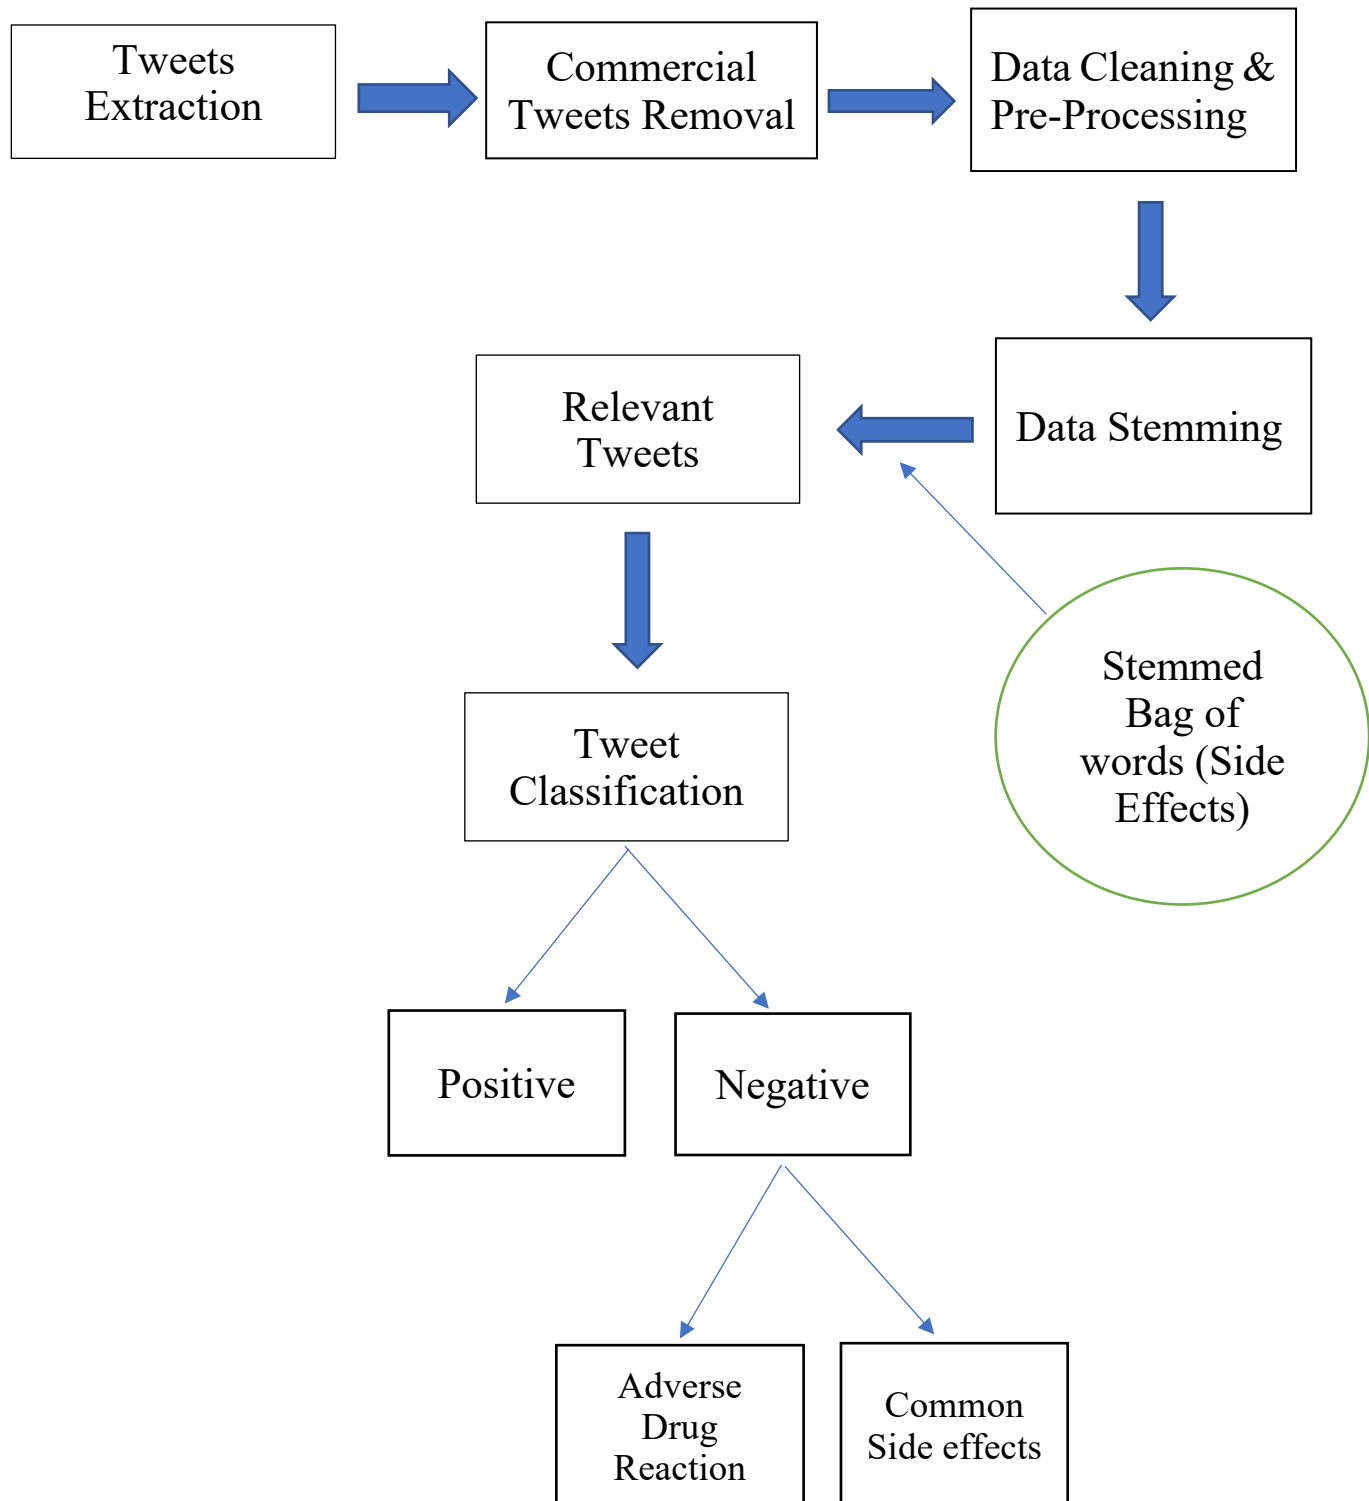 Tweets
Extraction
Commercial
Tweets Removal
Data Cleaning &
Pre-Processing
Data Stemming
Relevant
Tweets
Stemmed
Bag of
words (Side
Effects)
Tweet
Classification
Positive
Negative
Adverse
Drug
Reaction
Common
Side effects